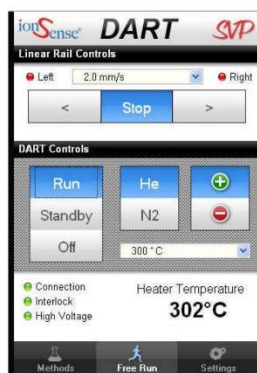 ionSense® DART SVP
Linear Rail Controls
Left 2.0 mm/s Right
< Stop >
DART Controls
Run He
Standby N2
Off 300 °C
Connection
Interlock
High Voltage
Heater Temperature
302°C
Methods Free Run Settings